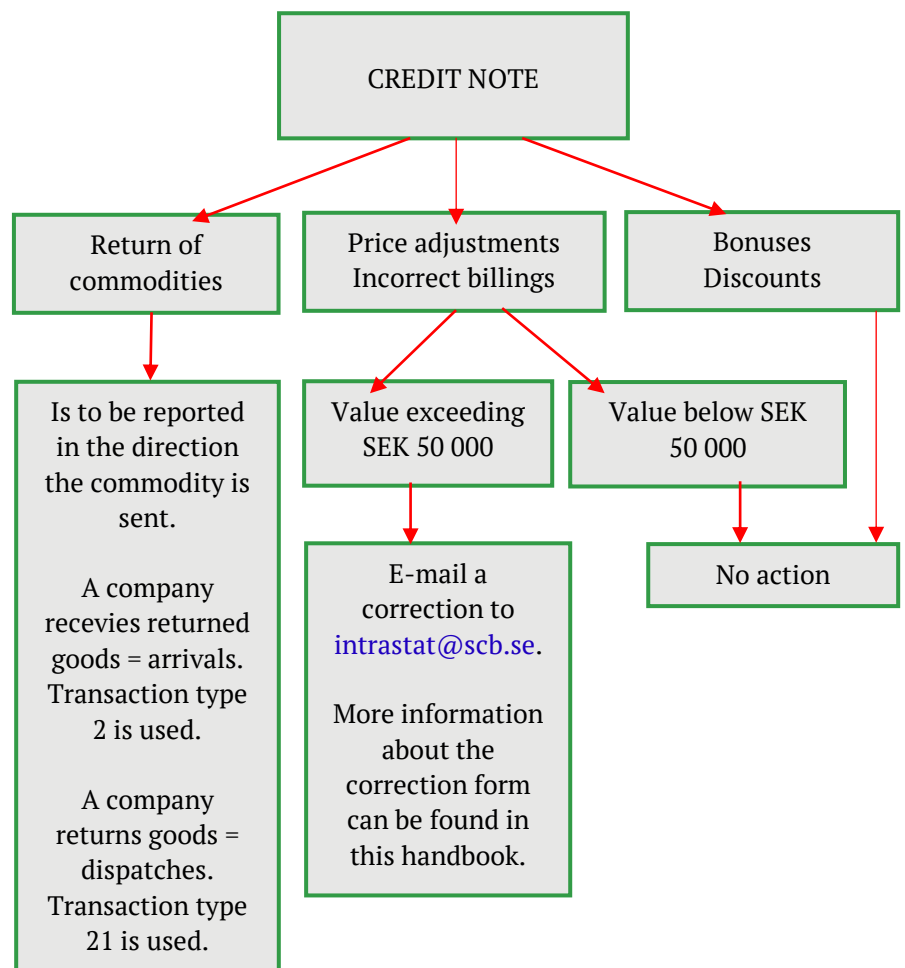 CREDIT NOTE
Return of
commodities
Price adjustments
Incorrect billings
Bonuses
Discounts
Is to be reported
in the direction
the commodity is
sent.
A company
recevies returned
goods = arrivals.
Transaction type
2 is used.
A company
returns goods =
dispatches.
Transaction type
21 is used.
Value exceeding
SEK 50 000
Value below SEK
50 000
E-mail a
correction to
intrastat@scb.se.
More information
about the
correction form
can be found in
this handbook.
No action